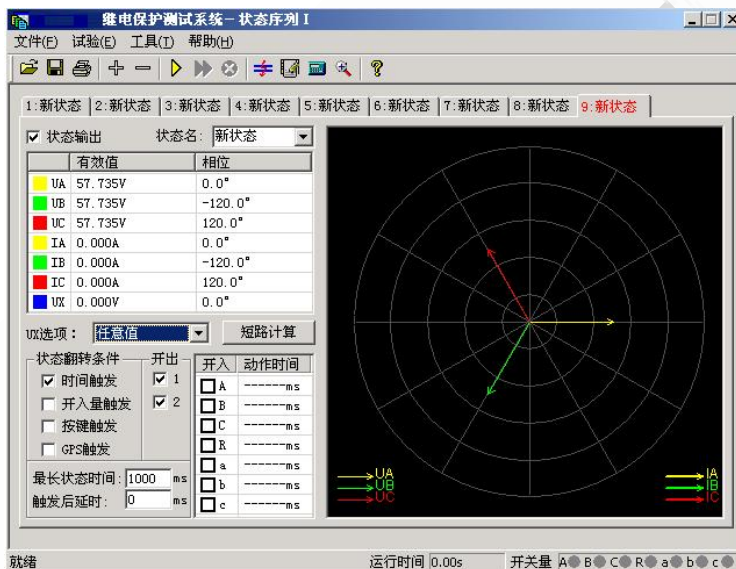 继电保护测试系统－状态序列 I
文件(F) 试验(E) 工具(T) 帮助(H)
1:新状态 2:新状态 3:新状态 4:新状态 5:新状态 6:新状态 7:新状态 8:新状态 9:新状态
状态输出 状态名: 新状态
有效值 相位
UA 57.735V 0.0°
UB 57.735V -120.0°
UC 57.735V 120.0°
IA 0.000A 0.0°
IB 0.000A -120.0°
IC 0.000A 120.0°
UX 0.000V 0.0°
UX选项: 任意值 短路计算
状态翻转条件 开出 开入 动作时间
时间触发 1 A ------ms
开入量触发 2 B ------ms
按键触发 C ------ms
GPS触发 R ------ms
a ------ms
最长状态时间: 1000 ms b ------ms
触发后延时: 0 ms c ------ms
UA IA
UB IB
UC IC
就绪 运行时间 0.00s 开关量 A B C R a b c